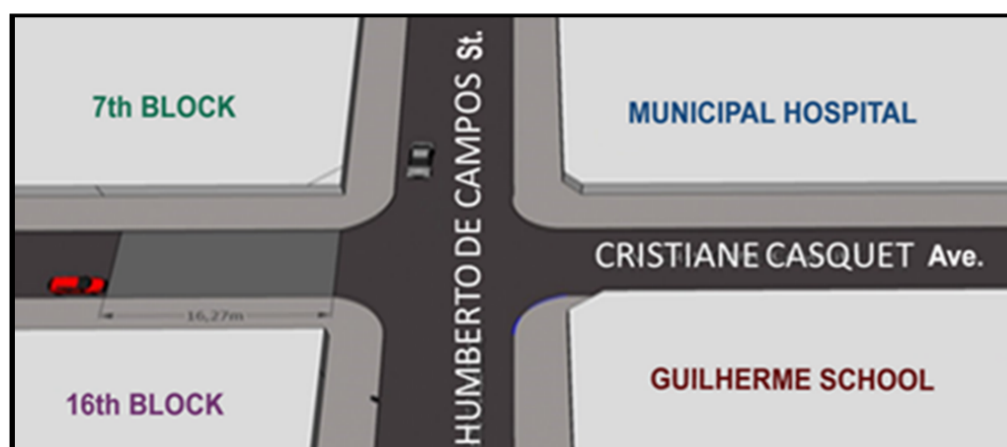 7th BLOCK
HUMBERTO DE CAMPOS St.
MUNICIPAL HOSPITAL
CRISTIANE CASQUET Ave.
16,27m
16th BLOCK
GUILHERME SCHOOL